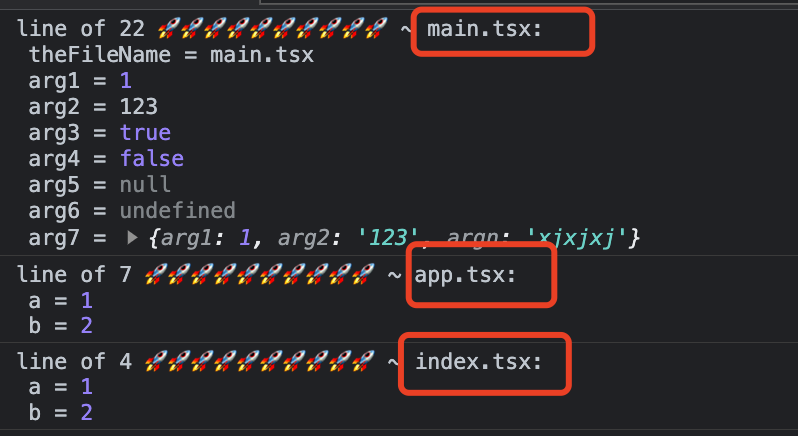 line of 22 🚀🚀🚀🚀🚀🚀🚀🚀🚀🚀 ~ main.tsx:
theFileName = main.tsx
arg1 = 1
arg2 = 123
arg3 = true
arg4 = false
arg5 = null
arg6 = undefined
arg7 = ▶ {arg1: 1, arg2: '123', argn: 'xjxjxj'}
line of 7 🚀🚀🚀🚀🚀🚀🚀🚀🚀🚀 ~ app.tsx:
a = 1
b = 2
line of 4 🚀🚀🚀🚀🚀🚀🚀🚀🚀🚀 ~ index.tsx:
a = 1
b = 2